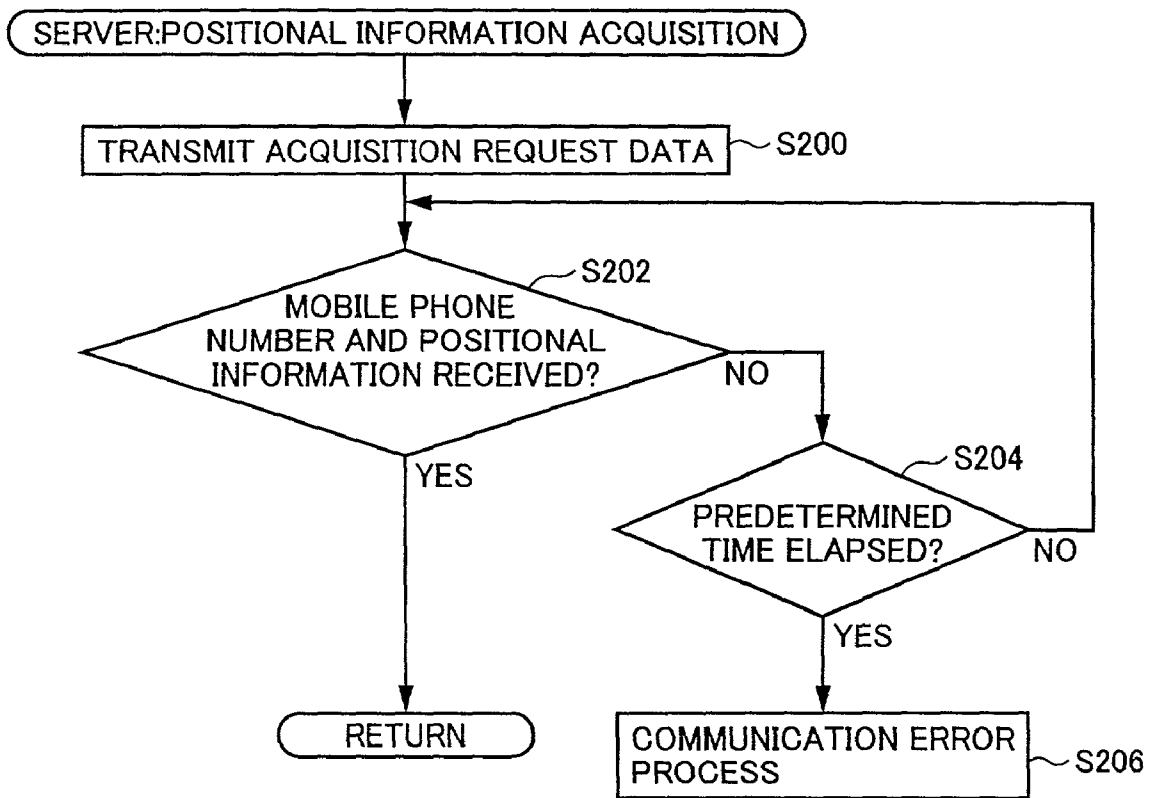 SERVER:POSITIONAL INFORMATION ACQUISITION
TRANSMIT ACQUISITION REQUEST DATA
S200
S202
MOBILE PHONE
NUMBER AND POSITIONAL
INFORMATION RECEIVED?
NO
YES
S204
PREDETERMINED
TIME ELAPSED?
NO
YES
RETURN
COMMUNICATION ERROR
PROCESS
S206